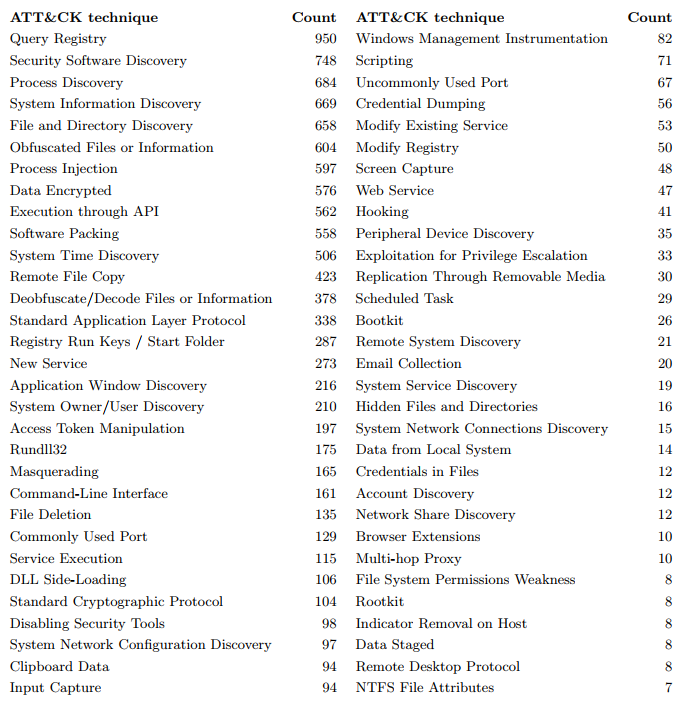 ATT&CK technique Count ATT&CK technique Count
Query Registry 950 Windows Management Instrumentation 82
Security Software Discovery 748 Scripting 71
Process Discovery 684 Uncommonly Used Port 67
System Information Discovery 669 Credential Dumping 56
File and Directory Discovery 658 Modify Existing Service 53
Obfuscated Files or Information 604 Modify Registry 50
Process Injection 597 Screen Capture 48
Data Encrypted 576 Web Service 47
Execution through API 562 Hooking 41
Software Packing 558 Peripheral Device Discovery 35
System Time Discovery 506 Exploitation for Privilege Escalation 33
Remote File Copy 423 Replication Through Removable Media 30
Deobfuscate/Decode Files or Information 378 Scheduled Task 29
Standard Application Layer Protocol 338 Bootkit 26
Registry Run Keys / Start Folder 287 Remote System Discovery 21
New Service 273 Email Collection 20
Application Window Discovery 216 System Service Discovery 19
System Owner/User Discovery 210 Hidden Files and Directories 16
Access Token Manipulation 197 System Network Connections Discovery 15
Rundll32 175 Data from Local System 14
Masquerading 165 Credentials in Files 12
Command-Line Interface 161 Account Discovery 12
File Deletion 135 Network Share Discovery 12
Commonly Used Port 129 Browser Extensions 10
Service Execution 115 Multi-hop Proxy 10
DLL Side-Loading 106 File System Permissions Weakness 8
Standard Cryptographic Protocol 104 Rootkit 8
Disabling Security Tools 98 Indicator Removal on Host 8
System Network Configuration Discovery 97 Data Staged 8
Clipboard Data 94 Remote Desktop Protocol 8
Input Capture 94 NTFS File Attributes 7